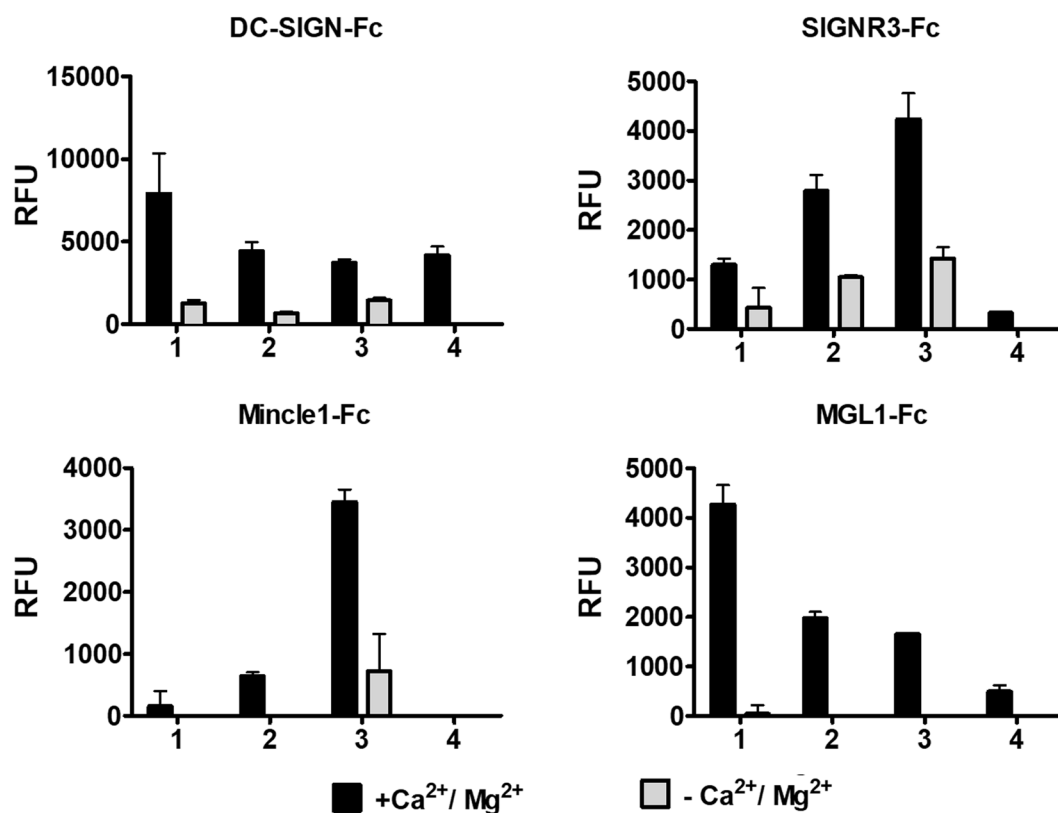 DC-SIGN-Fc
RFU
15000
10000
5000
0
1 2 3 4
SIGNR3-Fc
RFU
5000
4000
3000
2000
1000
0
1 2 3 4
Mincle1-Fc
RFU
4000
3000
2000
1000
0
1 2 3 4
MGL1-Fc
RFU
5000
4000
3000
2000
1000
0
1 2 3 4
+Ca²⁺/ Mg²⁺
- Ca²⁺/ Mg²⁺